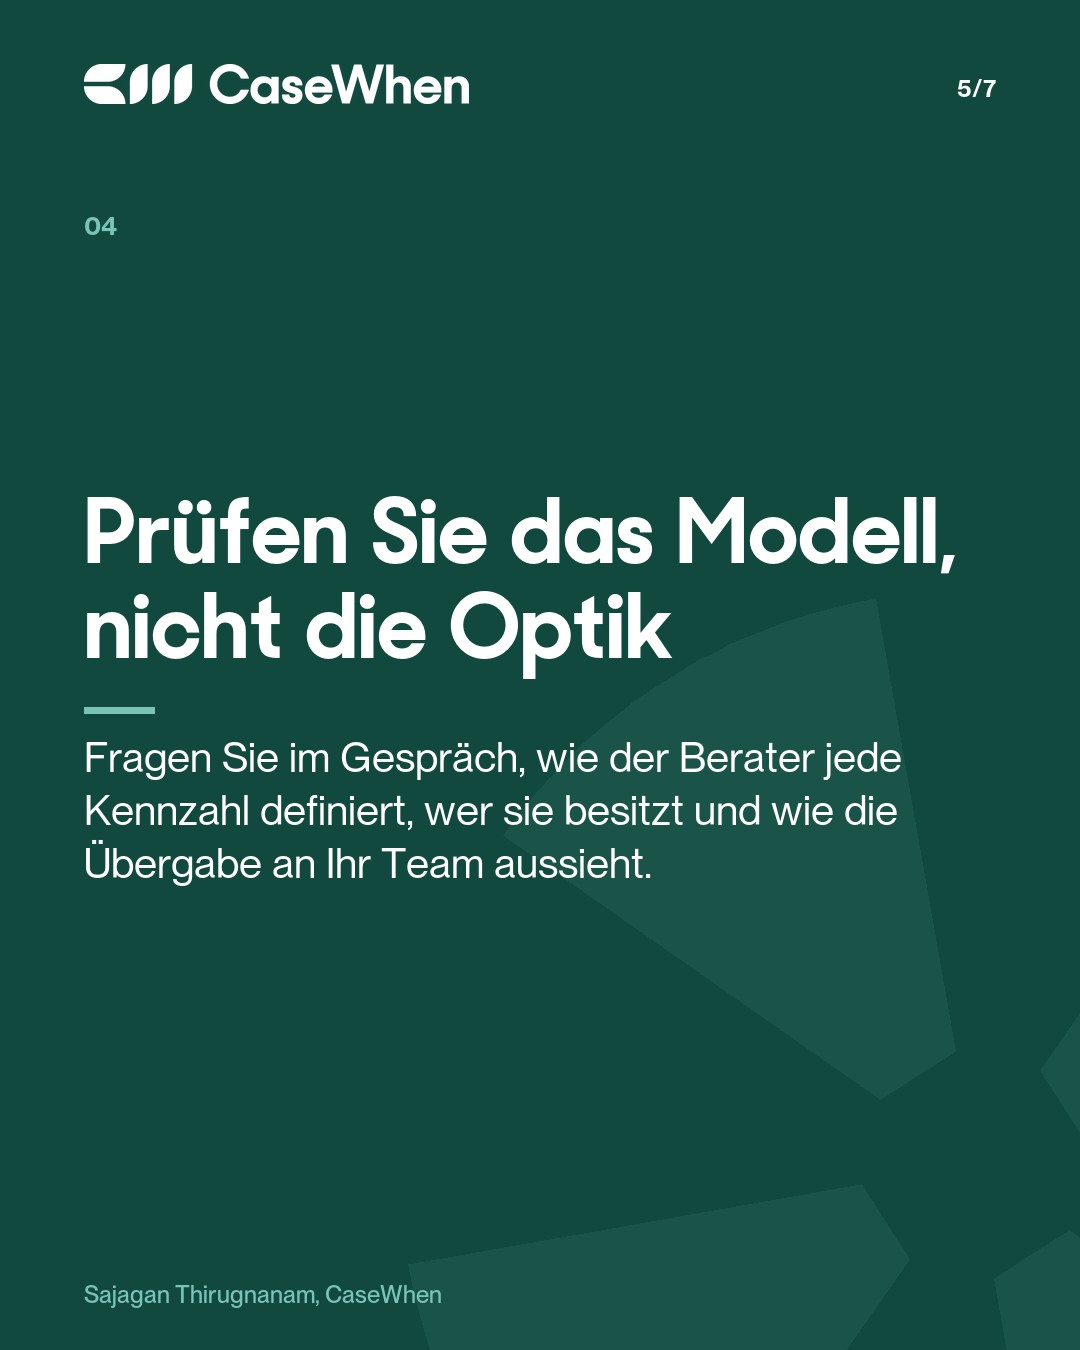 CaseWhen
5/7
04
Prüfen Sie das Modell,
nicht die Optik
Fragen Sie im Gespräch, wie der Berater jede
Kennzahl definiert, wer sie besitzt und wie die
Übergabe an Ihr Team aussieht.
Sajagan Thirugnanam, CaseWhen